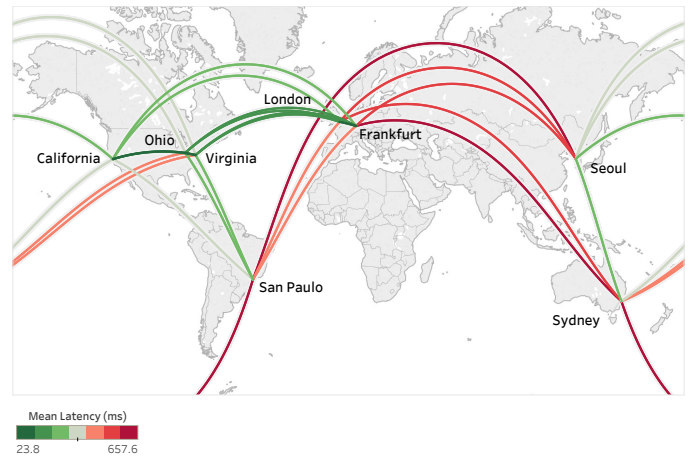 London
Ohio
Frankfurt
California
Virginia
Seoul
San Paulo
Sydney
Mean Latency (ms)
23.8 657.6